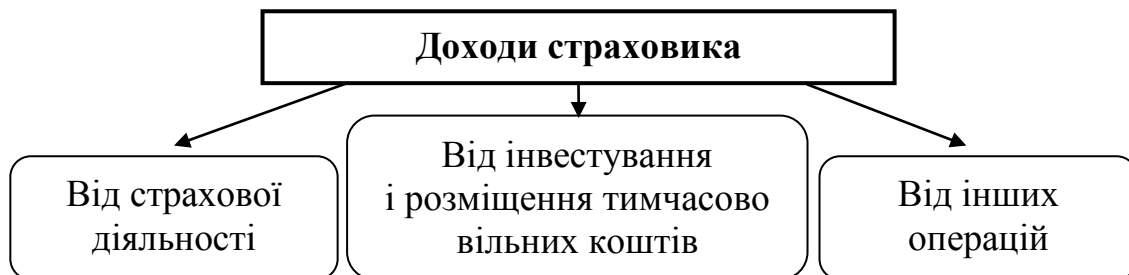 Доходи страховика
Від страхової
діяльності
Від інвестування
і розміщення тимчасово
вільних коштів
Від інших
операцій